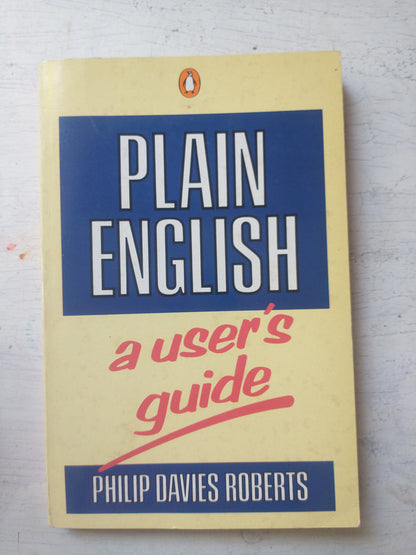 PLAIN
ENGLISH
a user's
guide
PHILIP DAVIES ROBERTS